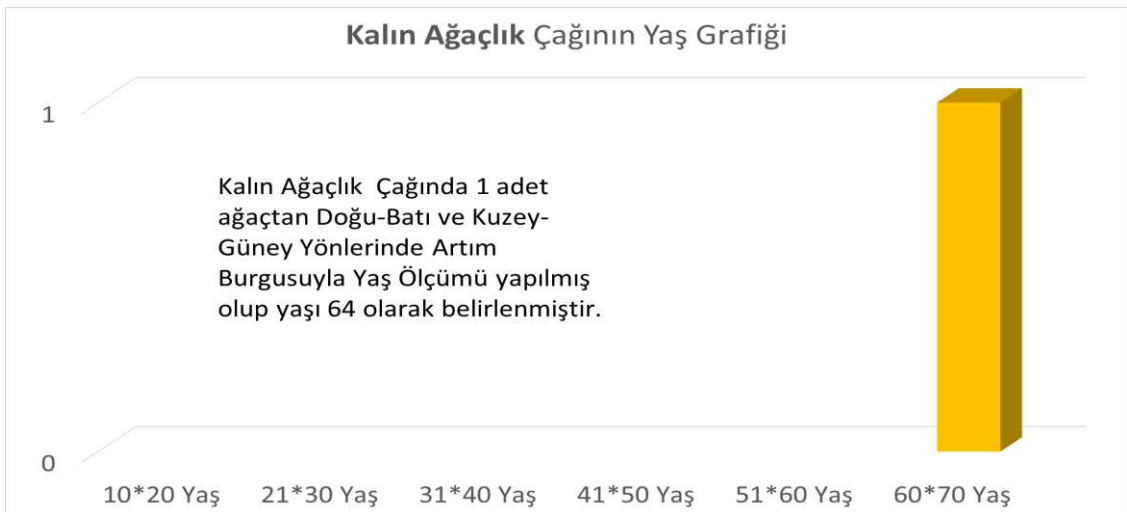 Kalın Ağaçlık Çağının Yaş Grafiği
1
Kalın Ağaçlık  Çağında 1 adet
ağaçtan Doğu-Batı ve Kuzey-
Güney Yönlerinde Artım
Burgusuyla Yaş Ölçümü yapılmış
olup yaşı 64 olarak belirlenmiştir.
0
10*20 Yaş 21*30 Yaş 31*40 Yaş 41*50 Yaş 51*60 Yaş 60*70 Yaş